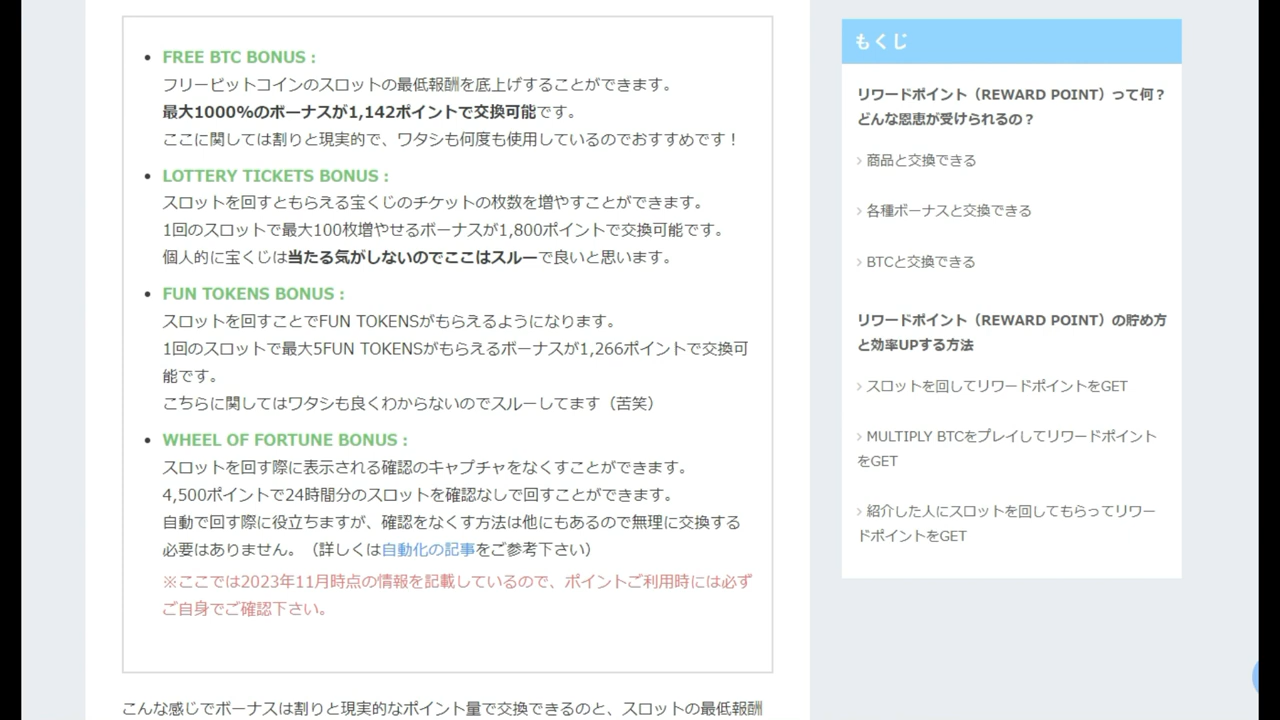 FREE BTC BONUS :
フリービットコインのスロットの最低報酬を底上げすることができます。
最大1000%のボーナスが1,142ポイントで交換可能です。
ここに関しては割りと現実的で、ワタシも何度も使用しているのでおすすめです！
LOTTERY TICKETS BONUS :
スロットを回すともらえる宝くじのチケットの枚数を増やすことができます。
1回のスロットで最大100枚増やせるボーナスが1,800ポイントで交換可能です。
個人的に宝くじは当たる気がしないのでここはスルーで良いと思います。
FUN TOKENS BONUS :
スロットを回すことでFUN TOKENSがもらえるようになります。
1回のスロットで最大5FUN TOKENSがもらえるボーナスが1,266ポイントで交換可
能です。
こちらに関してはワタシも良くわからないのでスルーしてます（苦笑）
WHEEL OF FORTUNE BONUS :
スロットを回す際に表示される確認のキャプチャをなくすことができます。
4,500ポイントで24時間分のスロットを確認なしで回すことができます。
自動で回す際に役立ちますが、確認をなくす方法は他にもあるので無理に交換する
必要はありません。（詳しくは自動化の記事をご参考下さい）
※ここでは2023年11月時点の情報を記載しているので、ポイントご利用時には必ず
ご自身でご確認下さい。
こんな感じでボーナスは割りと現実的なポイント量で交換できるのと、スロットの最低報酬
もくじ
リワードポイント（REWARD POINT）って何？
どんな恩恵が受けられるの？
商品と交換できる
各種ボーナスと交換できる
BTCと交換できる
リワードポイント（REWARD POINT）の貯め方
と効率UPする方法
スロットを回してリワードポイントをGET
MULTIPLY BTCをプレイしてリワードポイント
をGET
紹介した人にスロットを回してもらってリワー
ドポイントをGET